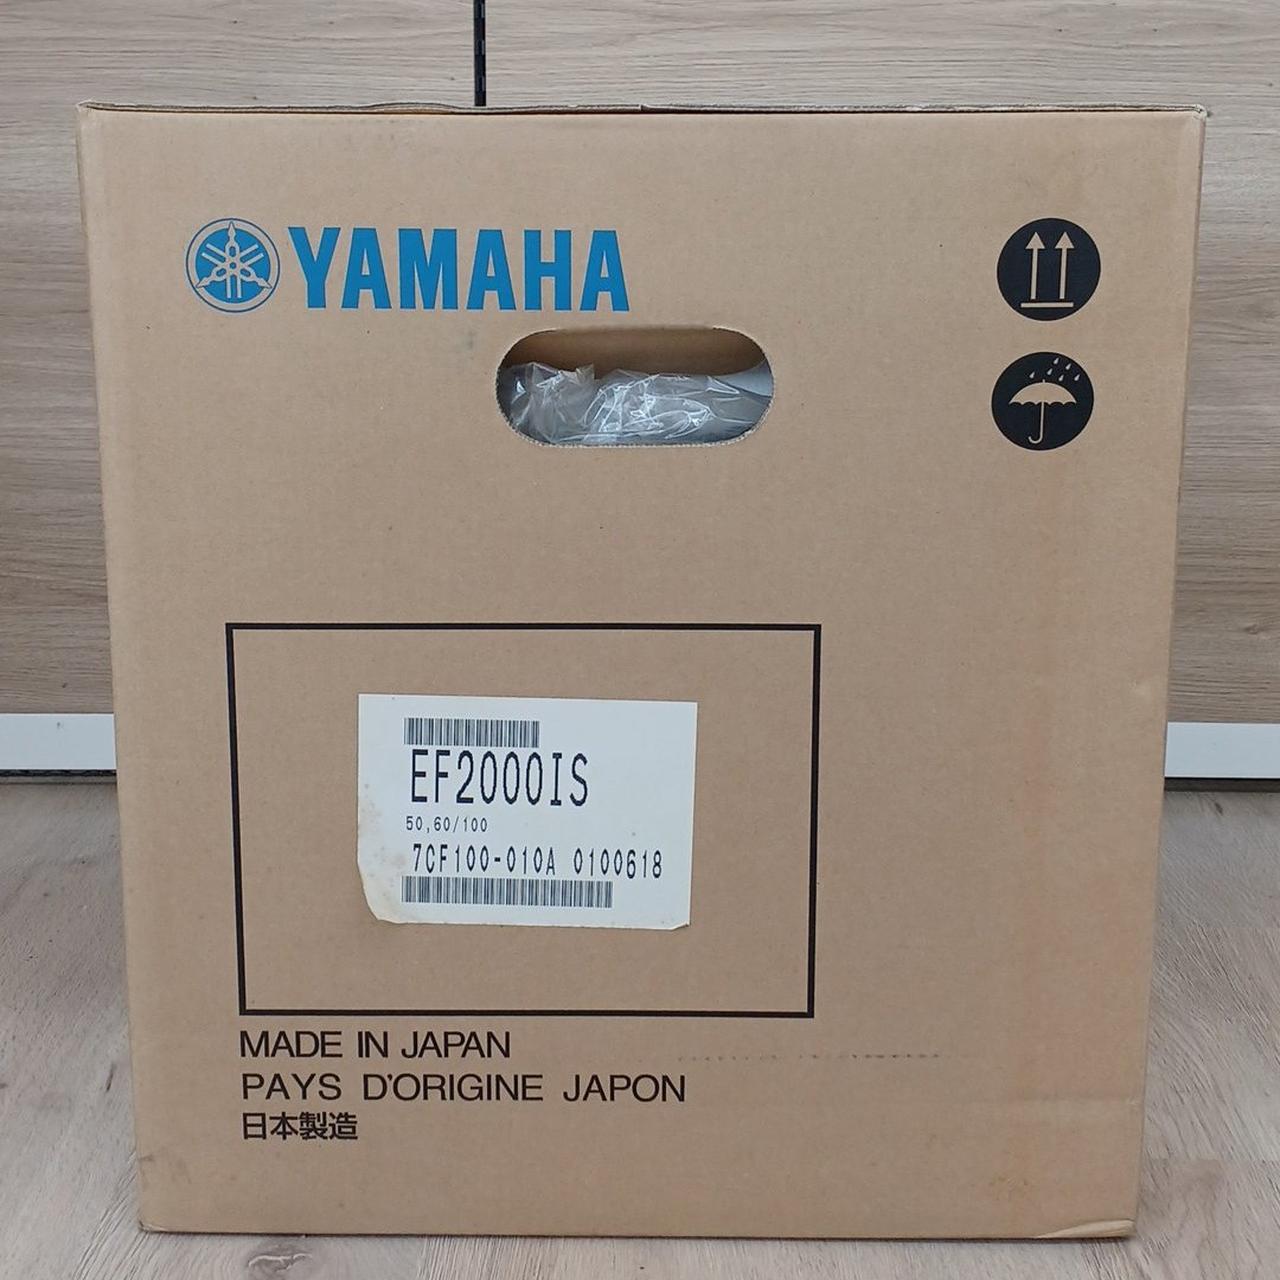 YAMAHA
EF2000IS
50,60/100
7CF100-010A 0100618
MADE IN JAPAN
PAYS D'ORIGINE JAPON
日本製造